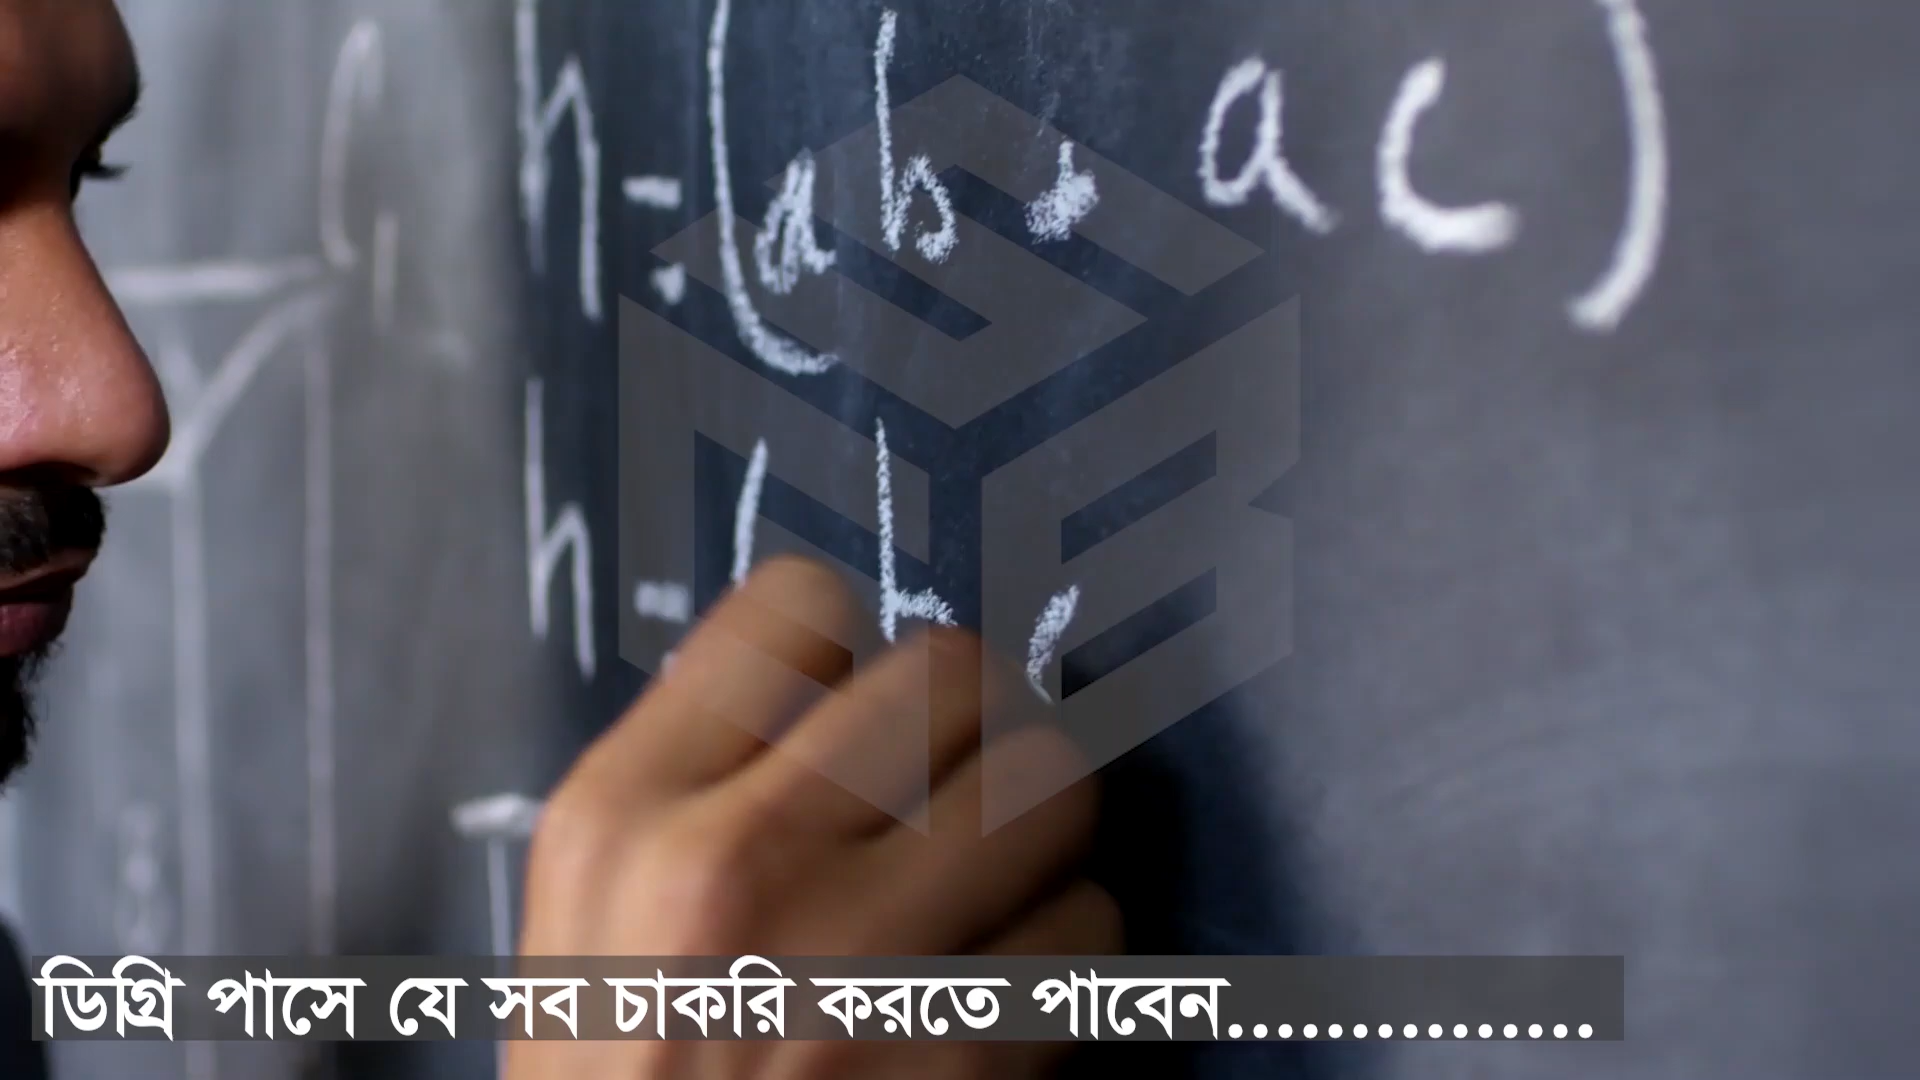 h = (ab, ac)
h =
ডিগ্রি পাসে যে সব চাকরি করতে পাবেন..............